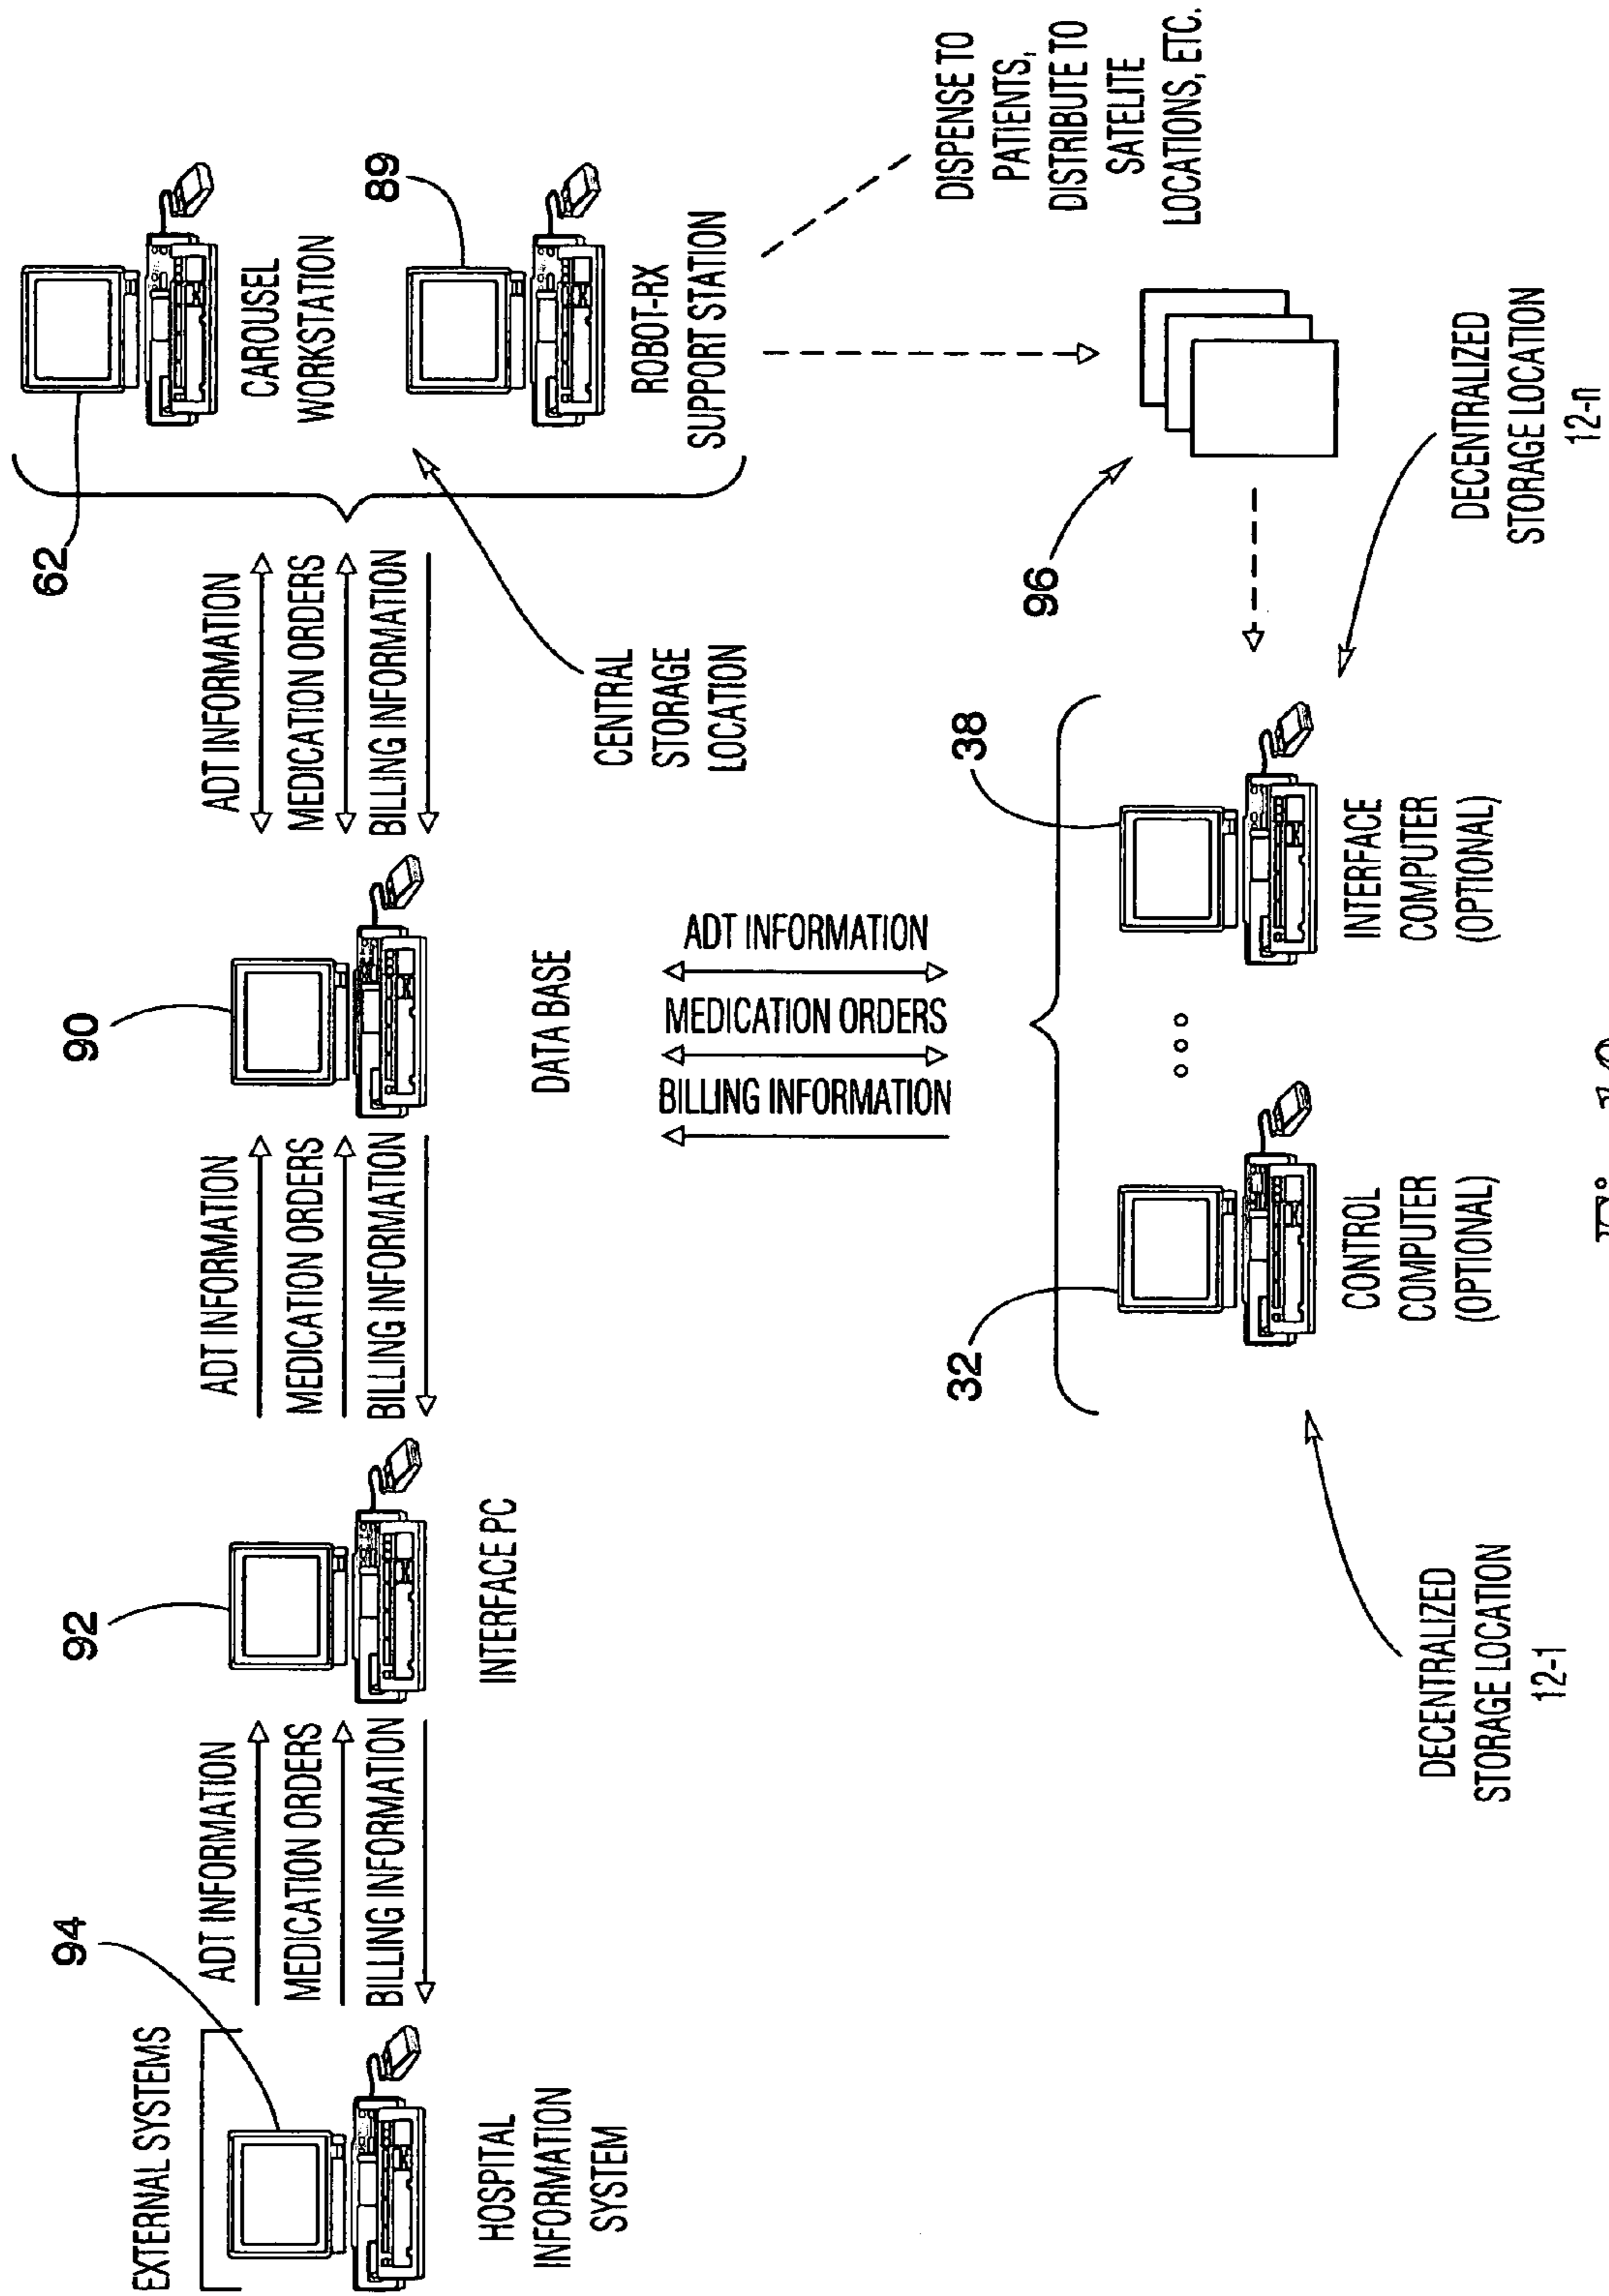 EXTERNAL SYSTEMS
94
HOSPITAL
INFORMATION
SYSTEM
ADT INFORMATION
MEDICATION ORDERS
BILLING INFORMATION
92
INTERFACE PC
ADT INFORMATION
MEDICATION ORDERS
BILLING INFORMATION
90
DATA BASE
ADT INFORMATION
MEDICATION ORDERS
BILLING INFORMATION
62
CAROUSEL
WORKSTATION
89
ROBOT-RX
SUPPORT STATION
CENTRAL
STORAGE
LOCATION
DISPENSE TO
PATIENTS,
DISTRIBUTE TO
SATELITE
LOCATIONS, ETC.
ADT INFORMATION
MEDICATION ORDERS
BILLING INFORMATION
32
CONTROL
COMPUTER
(OPTIONAL)
38
INTERFACE
COMPUTER
(OPTIONAL)
96
DECENTRALIZED
STORAGE LOCATION
12-1
DECENTRALIZED
STORAGE LOCATION
12-n